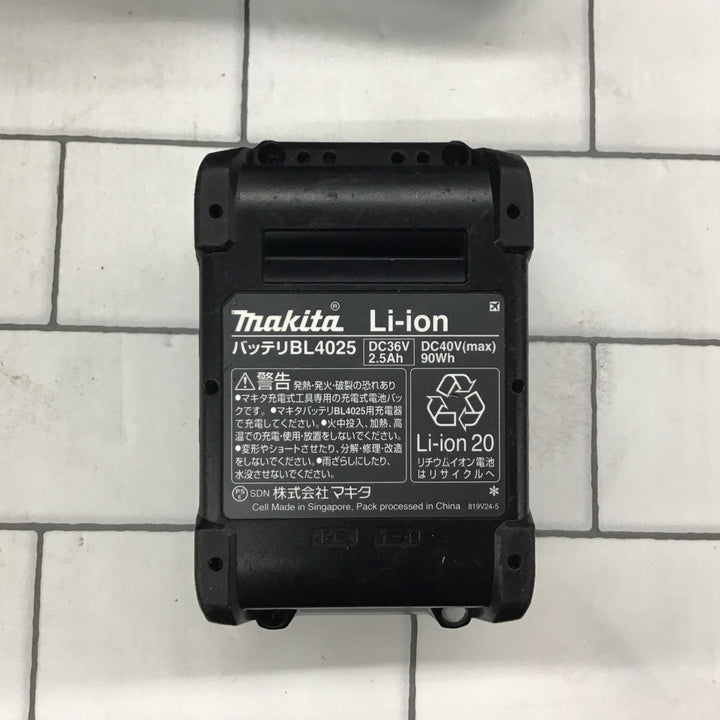 makita® Li-ion
バッテリBL4025 DC36V 2.5Ah DC40V(max) 90Wh
警告 発熱・発火・破裂の恐れあり
●マキタ充電式工具専用の充電式電池パッ
クです。●マキタバッテリBL4025用充電器
で充電してください。●火中投入、加熱、高
温での充電・使用・放置をしないでください。
●変形やショートさせたり、分解・修理・改造
をしないでください。●雨ざらしにしたり、
水没させないでください。
Li-ion 20
リチウムイオン電池
はリサイクルへ
PSE SDN 株式会社マキタ *
Cell Made in Singapore, Pack processed in China 819V24-5